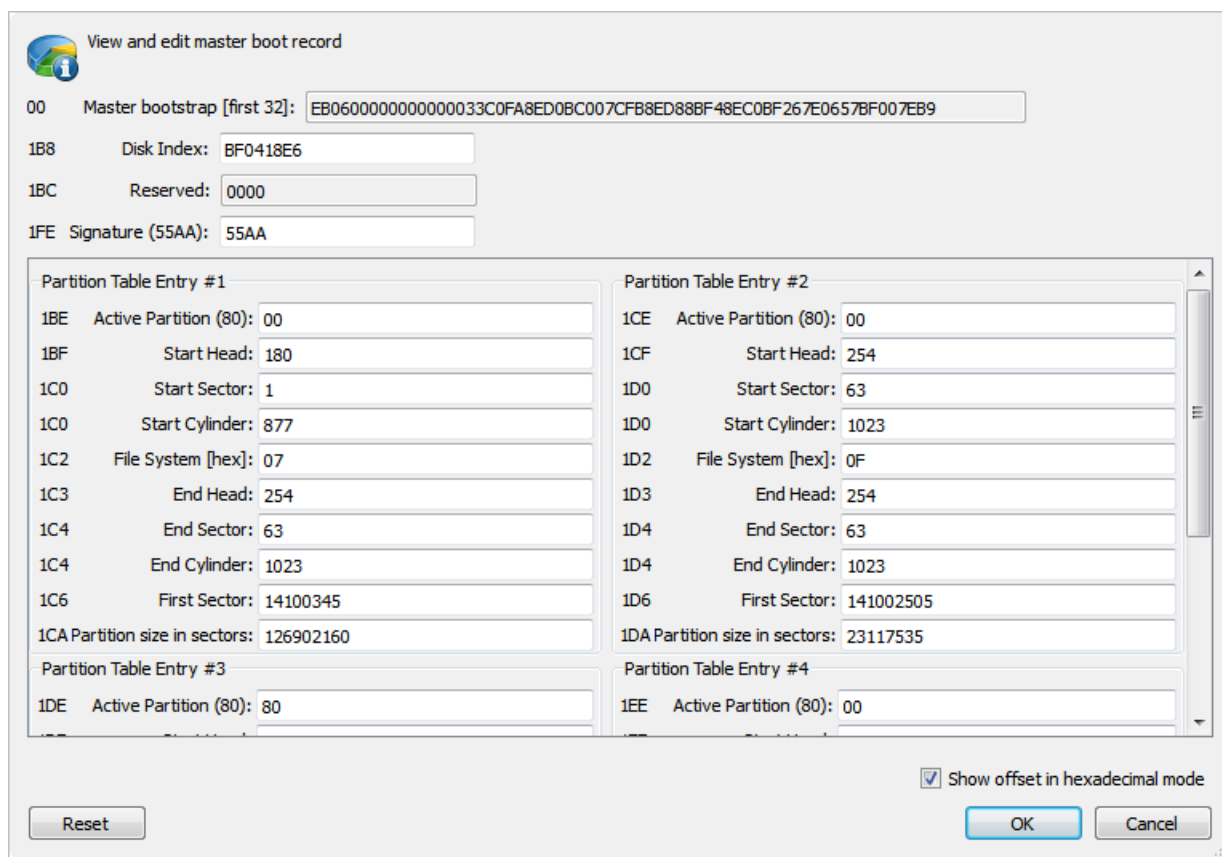 View and edit master boot record
00 Master bootstrap [first 32]: EB0600000000000033C0FA8ED0BC007CFB8ED88BF48EC0BF267E0657BF007EB9
1B8 Disk Index: BF0418E6
1BC Reserved: 0000
1FE Signature (55AA): 55AA
Partition Table Entry #1
1BE Active Partition (80): 00
1BF Start Head: 180
1C0 Start Sector: 1
1C0 Start Cylinder: 877
1C2 File System [hex]: 07
1C3 End Head: 254
1C4 End Sector: 63
1C4 End Cylinder: 1023
1C6 First Sector: 14100345
1CA Partition size in sectors: 126902160
Partition Table Entry #2
1CE Active Partition (80): 00
1CF Start Head: 254
1D0 Start Sector: 63
1D0 Start Cylinder: 1023
1D2 File System [hex]: 0F
1D3 End Head: 254
1D4 End Sector: 63
1D4 End Cylinder: 1023
1D6 First Sector: 141002505
1DA Partition size in sectors: 23117535
Partition Table Entry #3
1DE Active Partition (80): 80
Partition Table Entry #4
1EE Active Partition (80): 00
Show offset in hexadecimal mode
Reset
OK
Cancel